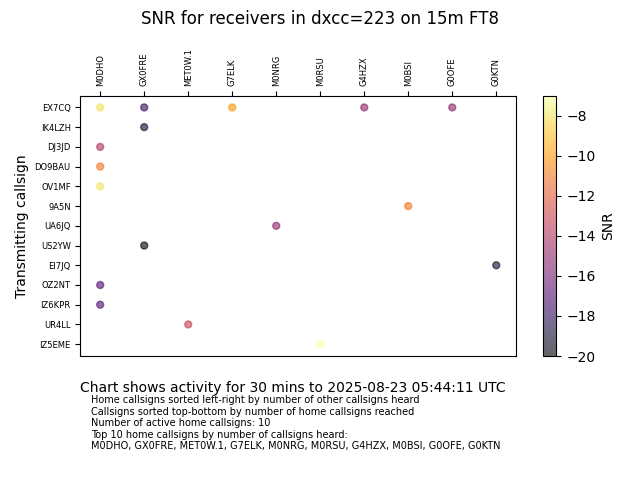 SNR for receivers in dxcc=223 on 15m FT8
M0DHO GX0FRE MET0W.1 G7ELK M0NRG M0RSU G4HZX M0BSI G0OFE G0KTN
EX7CQ
IK4LZH
DJ3JD
DO9BAU
OV1MF
9A5N
UA6JQ
US2YW
EI7JQ
OZ2NT
IZ6KPR
UR4LL
IZ5EME
Transmitting callsign
−8
−10
−12
−14
−16
−18
−20
SNR
Chart shows activity for 30 mins to 2025-08-23 05:44:11 UTC
Home callsigns sorted left-right by number of other callsigns heard
Callsigns sorted top-bottom by number of home callsigns reached
Number of active home callsigns: 10
Top 10 home callsigns by number of callsigns heard:
M0DHO, GX0FRE, MET0W.1, G7ELK, M0NRG, M0RSU, G4HZX, M0BSI, G0OFE, G0KTN